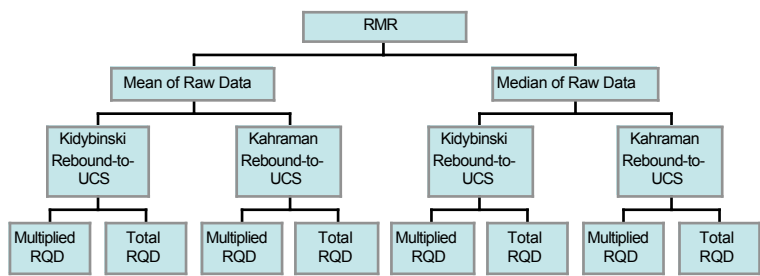 RMR
Mean of Raw Data
Median of Raw Data
Kidybinski
Rebound-to-
UCS
Kahraman
Rebound-to-
UCS
Kidybinski
Rebound-to-
UCS
Kahraman
Rebound-to-
UCS
Multiplied
RQD
Total
RQD
Multiplied
RQD
Total
RQD
Multiplied
RQD
Total
RQD
Multiplied
RQD
Total
RQD